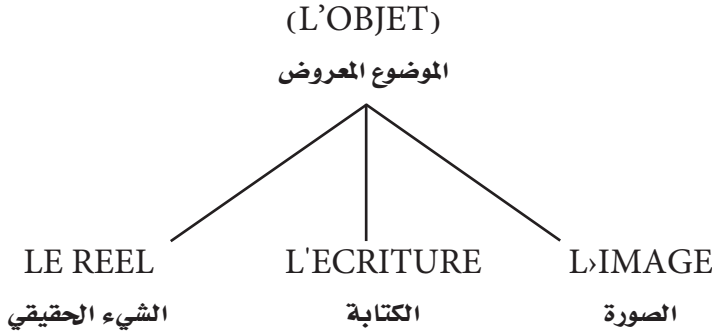 (L’OBJET)
الموضوع المعروض
LE REEL
L'ECRITURE
L›IMAGE
الشيء الحقيقي
الكتابة
الصورة